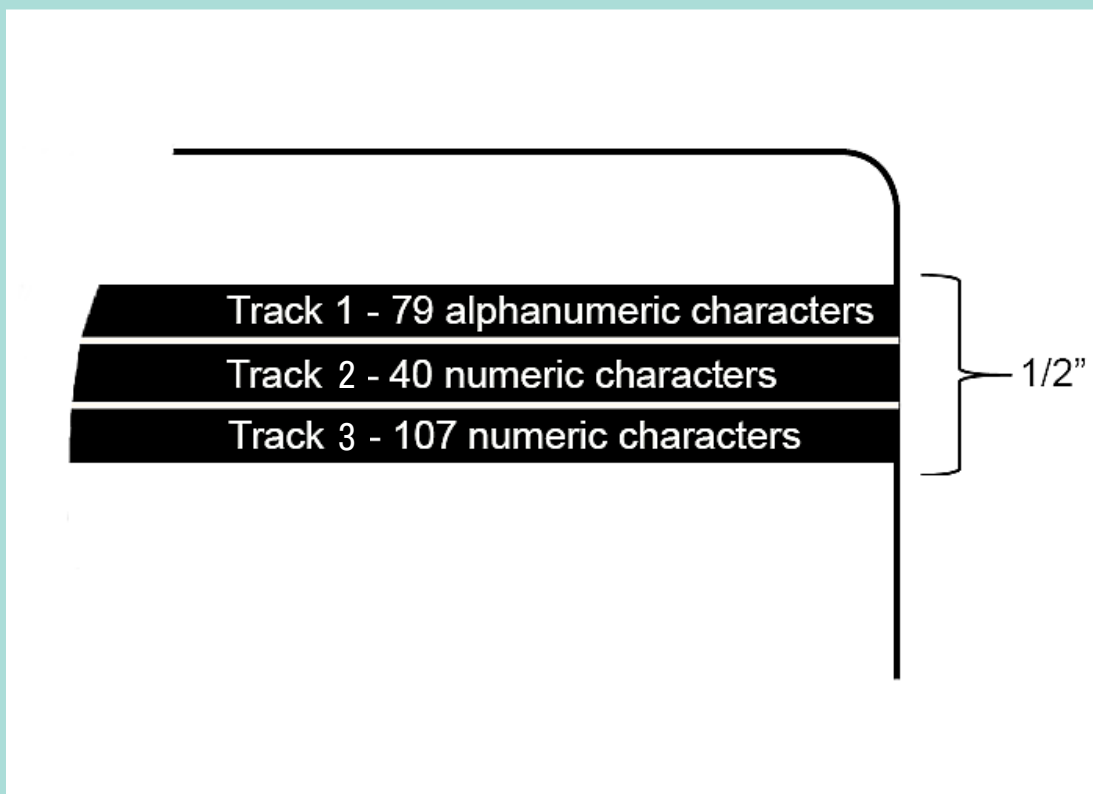 Track 1 - 79 alphanumeric characters
Track 2 - 40 numeric characters
Track 3 - 107 numeric characters
1/2”